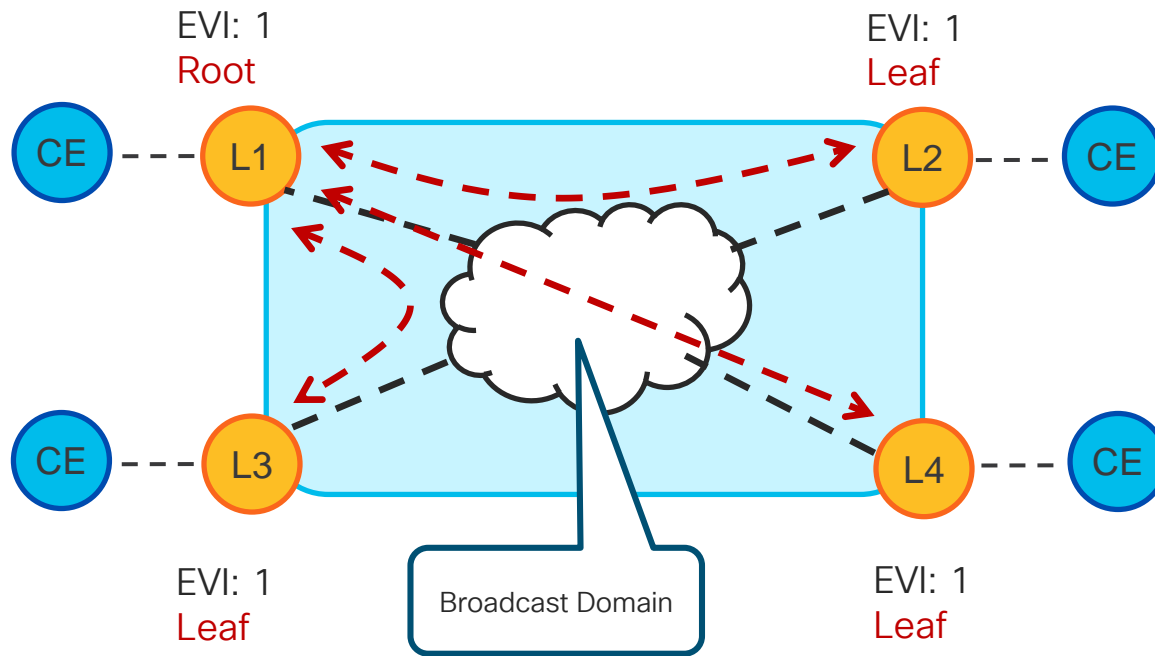 EVI: 1
Root
EVI: 1
Leaf
CE
L1
L2
CE
CE
L3
L4
CE
EVI: 1
Leaf
Broadcast Domain
EVI: 1
Leaf